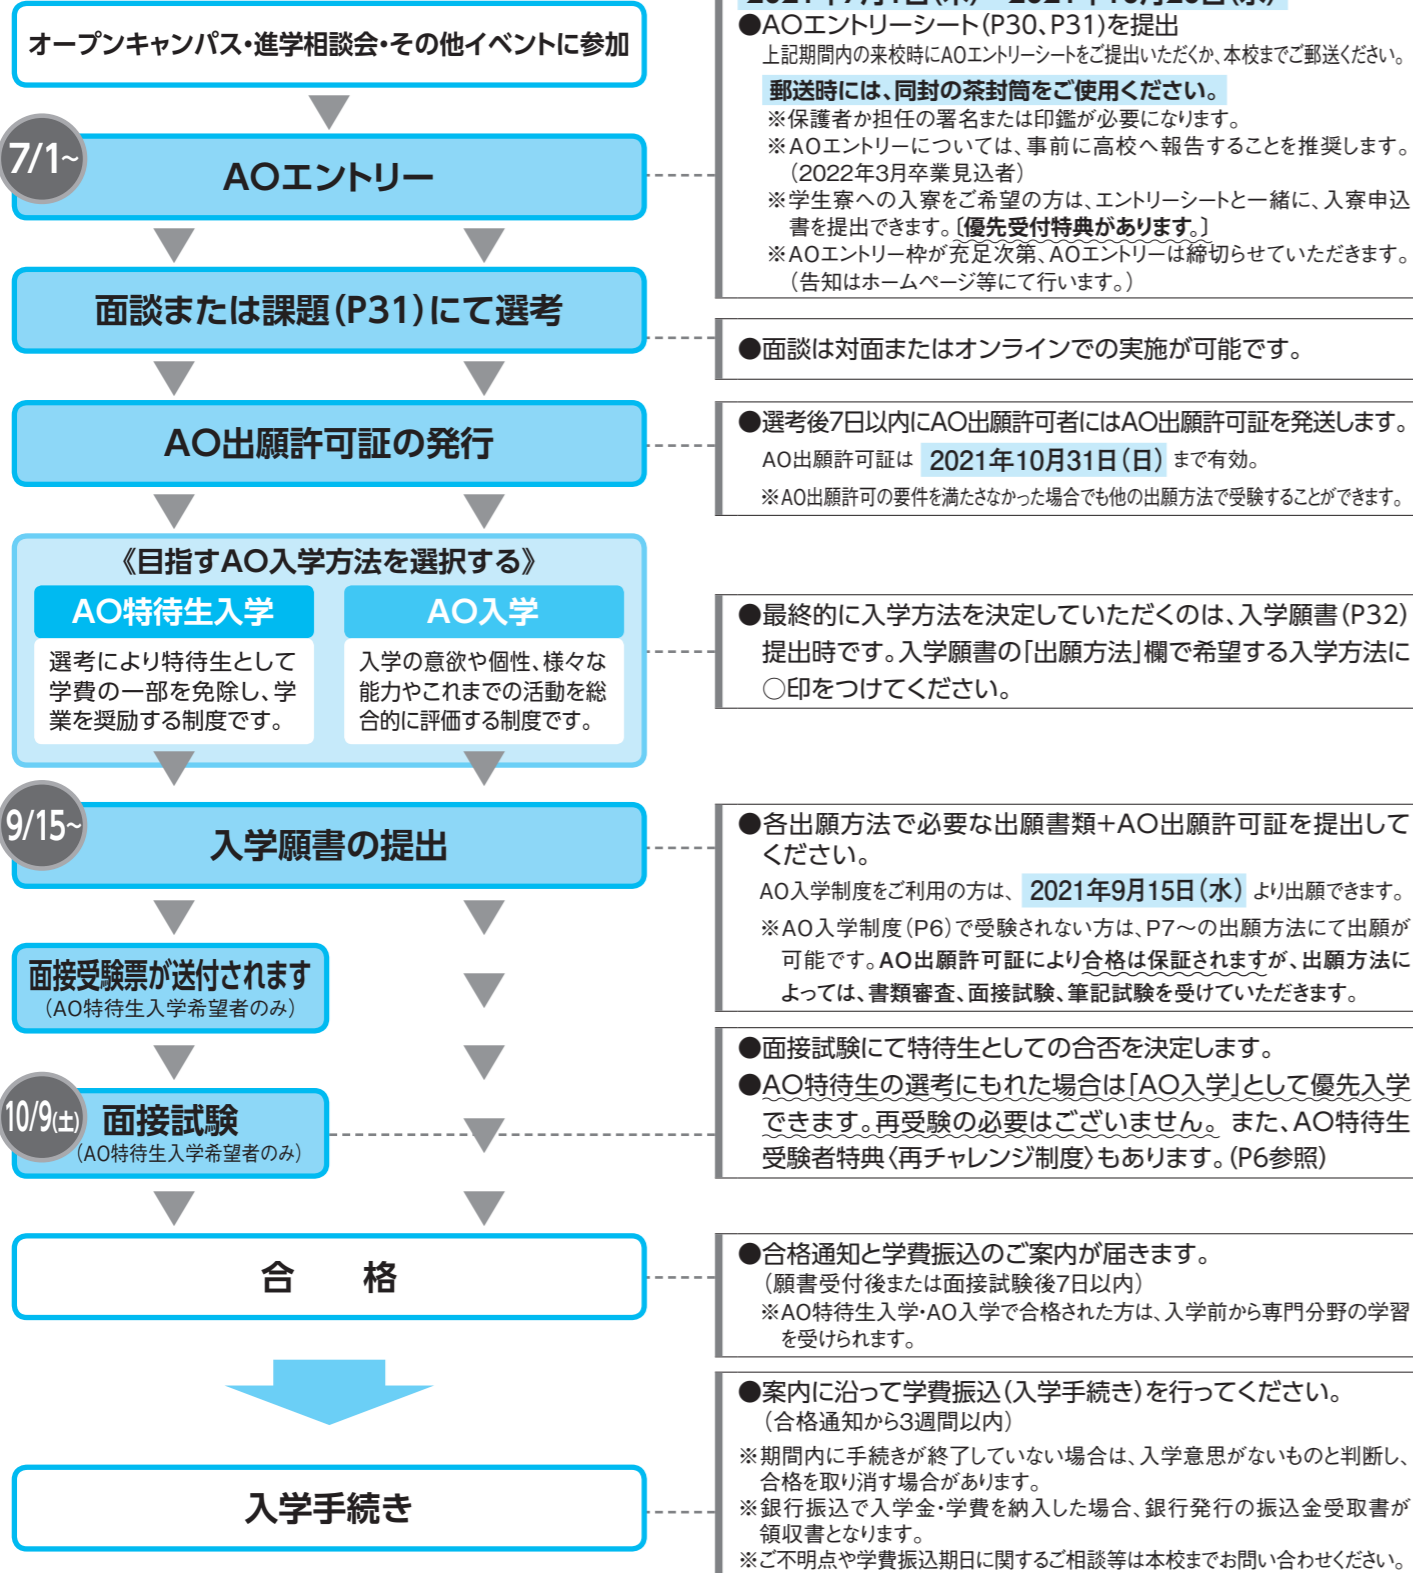 オープンキャンパス・進学相談会・その他イベントに参加
7/1~
AOエントリー
●AOエントリーシート(P30、P31)を提出
上記期間内の来校時にAOエントリーシートをご提出いただくか、本校までご郵送ください。
郵送時には、同封の茶封筒をご使用ください。
※保護者か担任の署名または印鑑が必要になります。
※AOエントリーについては、事前に高校へ報告することを推奨します。
（2022年3月卒業見込者）
※学生寮への入寮をご希望の方は、エントリーシートと一緒に、入寮申込
書を提出できます。〔優先受付特典があります。〕
※AOエントリー枠が充足次第、AOエントリーは締切らせていただきます。
（告知はホームページ等にて行います。）
面談または課題(P31)にて選考
●面談は対面またはオンラインでの実施が可能です。
AO出願許可証の発行
●選考後7日以内にAO出願許可者にはAO出願許可証を発送します。
AO出願許可証は 2021年10月31日(日) まで有効。
※AO出願許可の要件を満たさなかった場合でも他の出願方法で受験することができます。
《目指すAO入学方法を選択する》
AO特待生入学
選考により特待生として
学費の一部を免除し、学
業を奨励する制度です。
AO入学
入学の意欲や個性、様々な
能力やこれまでの活動を総
合的に評価する制度です。
●最終的に入学方法を決定していただくのは、入学願書(P32)
提出時です。入学願書の「出願方法」欄で希望する入学方法に
○印をつけてください。
9/15~
入学願書の提出
●各出願方法で必要な出願書類+AO出願許可証を提出して
ください。
AO入学制度をご利用の方は、 2021年9月15日(水) より出願できます。
※AO入学制度(P6)で受験されない方は、P7〜の出願方法にて出願が
可能です。AO出願許可証により合格は保証されますが、出願方法に
よっては、書類審査、面接試験、筆記試験を受けていただきます。
面接受験票が送付されます
(AO特待生入学希望者のみ)
10/9(土)
面接試験
(AO特待生入学希望者のみ)
●面接試験にて特待生としての合否を決定します。
●AO特待生の選考にもれた場合は「AO入学」として優先入学
できます。再受験の必要はございません。また、AO特待生
受験者特典〈再チャレンジ制度〉もあります。(P6参照)
合　格
●合格通知と学費振込のご案内が届きます。
（願書受付後または面接試験後7日以内）
※AO特待生入学・AO入学で合格された方は、入学前から専門分野の学習
を受けられます。
入学手続き
●案内に沿って学費振込(入学手続き)を行ってください。
（合格通知から3週間以内）
※期間内に手続きが終了していない場合は、入学意思がないものと判断し、
合格を取り消す場合があります。
※銀行振込で入学金・学費を納入した場合、銀行発行の振込金受取書が
領収書となります。
※ご不明点や学費振込期日に関するご相談等は本校までお問い合わせください。